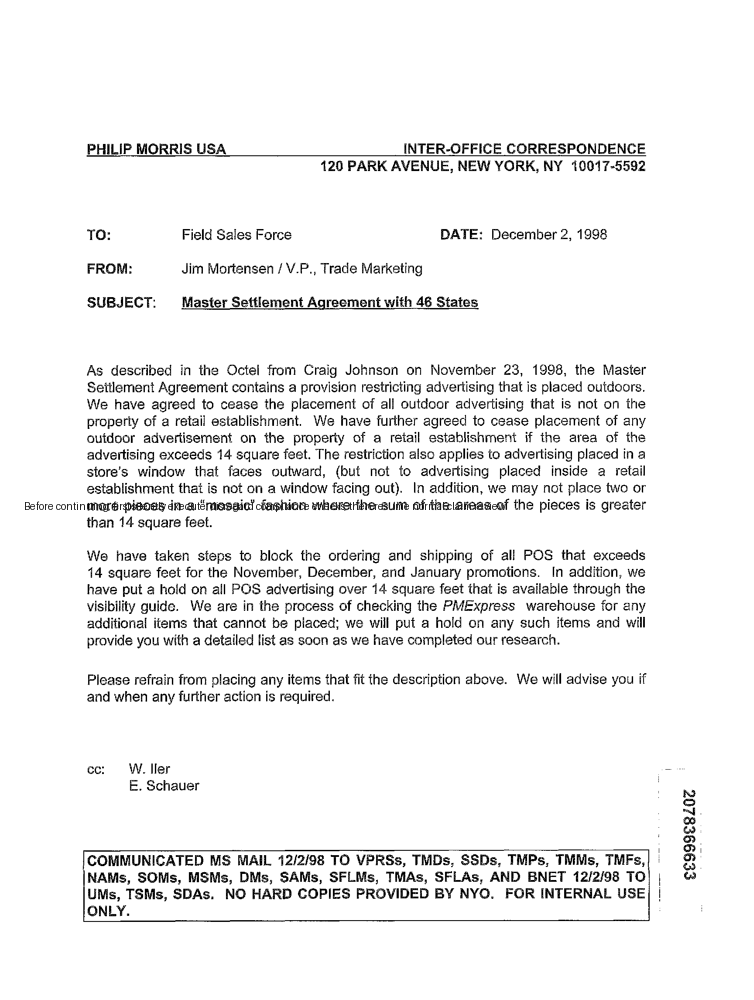 PHILIP MORRIS USA INTER-OFFICE CORRESPONDENCE
120 PARK AVENUE, NEW YORK, NY 10017-5592
TO: Field Sales Force DATE: December 2, 1998
FROM: Jim Mortensen / V.P., Trade Marketing
SUBJECT: Master Settlement Agreement with 46 States
As described in the Octel from Craig Johnson on November 23, 1998, the Master
Settlement Agreement contains a provision restricting advertising that is placed outdoors.
We have agreed to cease the placement of all outdoor advertising that is not on the
property of a retail establishment. We have further agreed to cease placement of any
outdoor advertisement on the property of a retail establishment if the area of the
advertising exceeds 14 square feet. The restriction also applies to advertising placed in a
store's window that faces outward, (but not to advertising placed inside a retail
establishment that is not on a window facing out). In addition, we may not place two or
more pieces in a "mosaic" fashion where the sum of the areas of the pieces is greater
Before
than 14 square feet.
We have taken steps to block the ordering and shipping of all POS that exceeds
14 square feet for the November, December, and January promotions. In addition, we
have put a hold on all POS advertising over 14 square feet that is available through the
visibility guide. We are in the process of checking the PMExpress warehouse for any
additional items that cannot be placed; we will put a hold on any such items and will
provide you with a detailed list as soon as we have completed our research.
Please refrain from placing any items that fit the description above. We will advise you if
and when any further action is required.
cc: W. Iler
E. Schauer
2078366633
COMMUNICATED MS MAIL 12/2/98 TO VPRSs, TMDs, SSDs, TMPs, TMMs, TMFs,
NAMs, SOMs, MSMs, DMs, SAMs, SFLMs, TMAs, SFLAs, AND BNET 12/2/98 TO
UMs, TSMs, SDAs. NO HARD COPIES PROVIDED BY NYO. FOR INTERNAL USE
ONLY.